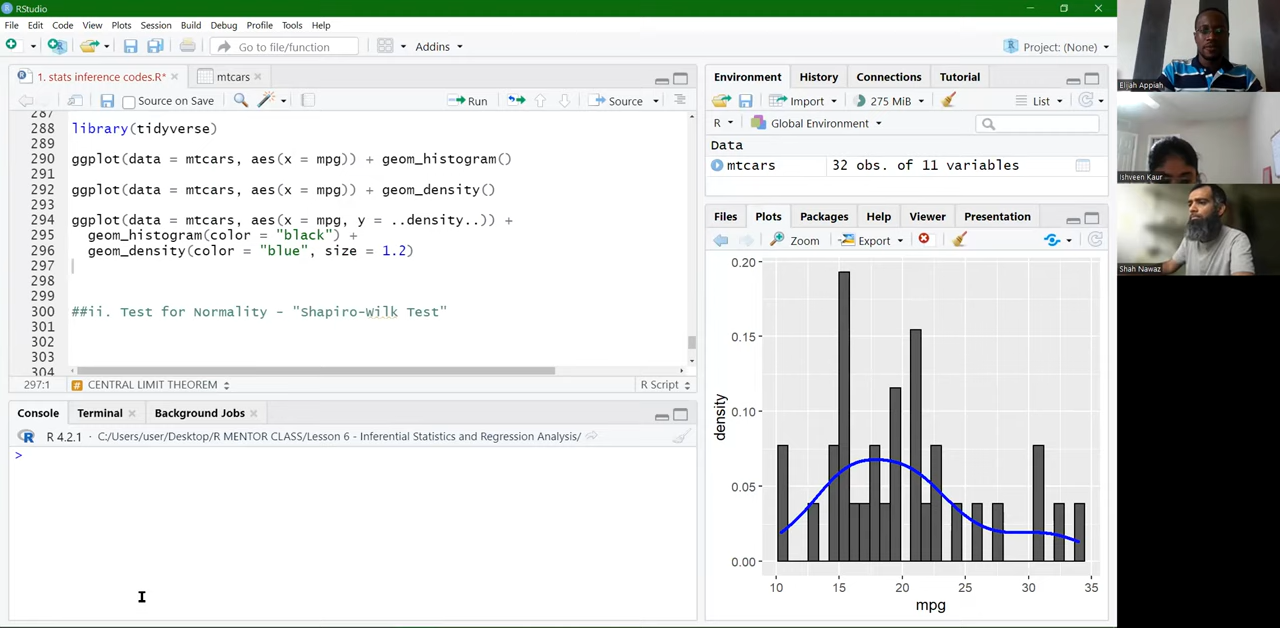 RStudio
File Edit Code View Plots Session Build Debug Profile Tools Help
Go to file/function Addins Project: (None)
1. stats inference codes.R* mtcars
Source on Save Run Source
287
288 library(tidyverse)
289
290 ggplot(data = mtcars, aes(x = mpg)) + geom_histogram()
291
292 ggplot(data = mtcars, aes(x = mpg)) + geom_density()
293
294 ggplot(data = mtcars, aes(x = mpg, y = ..density..)) +
295 geom_histogram(color = "black") +
296 geom_density(color = "blue", size = 1.2)
297
298
299
300 ##ii. Test for Normality - "Shapiro-Wilk Test"
301
302
303
304
297:1 CENTRAL LIMIT THEOREM R Script
Console Terminal Background Jobs
R 4.2.1 · C:/Users/user/Desktop/R MENTOR CLASS/Lesson 6 - Inferential Statistics and Regression Analysis/
>
Environment History Connections Tutorial
Import 275 MiB List
R Global Environment
Data
mtcars 32 obs. of 11 variables
Files Plots Packages Help Viewer Presentation
Zoom Export
0.20
0.15
0.10
0.05
0.00
density
10 15 20 25 30 35
mpg
Elijah Appiah
Ishveen Kaur
Shah Nawaz